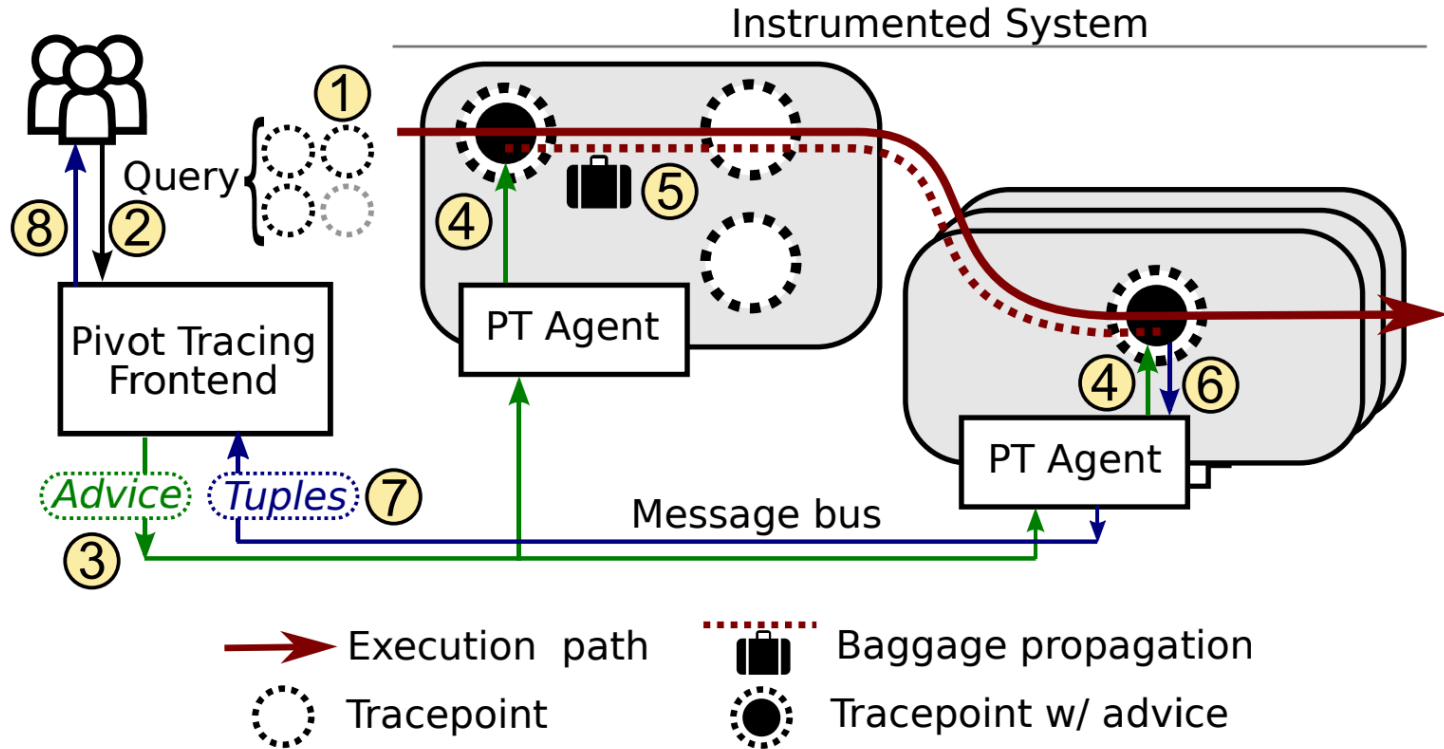 Instrumented System
1
Query
4
5
8
2
PT Agent
Pivot Tracing
Frontend
4
6
PT Agent
Advice
Tuples
7
Message bus
3
Execution path
Baggage propagation
Tracepoint
Tracepoint w/ advice